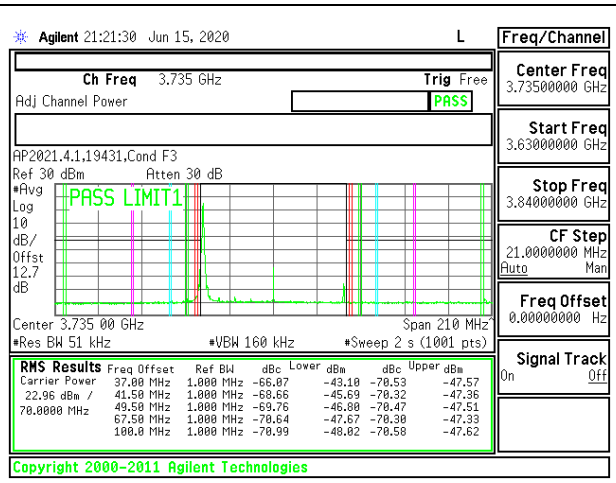 Agilent 21:21:30 Jun 15, 2020 L
Ch Freq 3.735 GHz Trig Free
Adj Channel Power PASS
AP2021.4.1,19431,Cond F3
Ref 30 dBm Atten 30 dB
#Avg
Log
10
dB/
Offst
12.7
dB
PASS LIMIT1
Center 3.735 00 GHz Span 210 MHz^
#Res BW 51 kHz #VBW 160 kHz #Sweep 2 s (1001 pts)
RMS Results Freq Offset Ref BW dBc Lower dBm dBc Upper dBm
Carrier Power 37.00 MHz 1.000 MHz -66.07 -43.10 -70.53 -47.57
22.96 dBm / 41.50 MHz 1.000 MHz -68.66 -45.69 -70.32 -47.36
70.0000 MHz 49.50 MHz 1.000 MHz -69.76 -46.80 -70.47 -47.51
67.50 MHz 1.000 MHz -70.64 -47.67 -70.30 -47.33
100.0 MHz 1.000 MHz -70.99 -48.02 -70.58 -47.62
Copyright 2000-2011 Agilent Technologies
Freq/Channel
Center Freq
3.73500000 GHz
Start Freq
3.63000000 GHz
Stop Freq
3.84000000 GHz
CF Step
21.0000000 MHz
Auto Man
Freq Offset
0.00000000 Hz
Signal Track
On Off